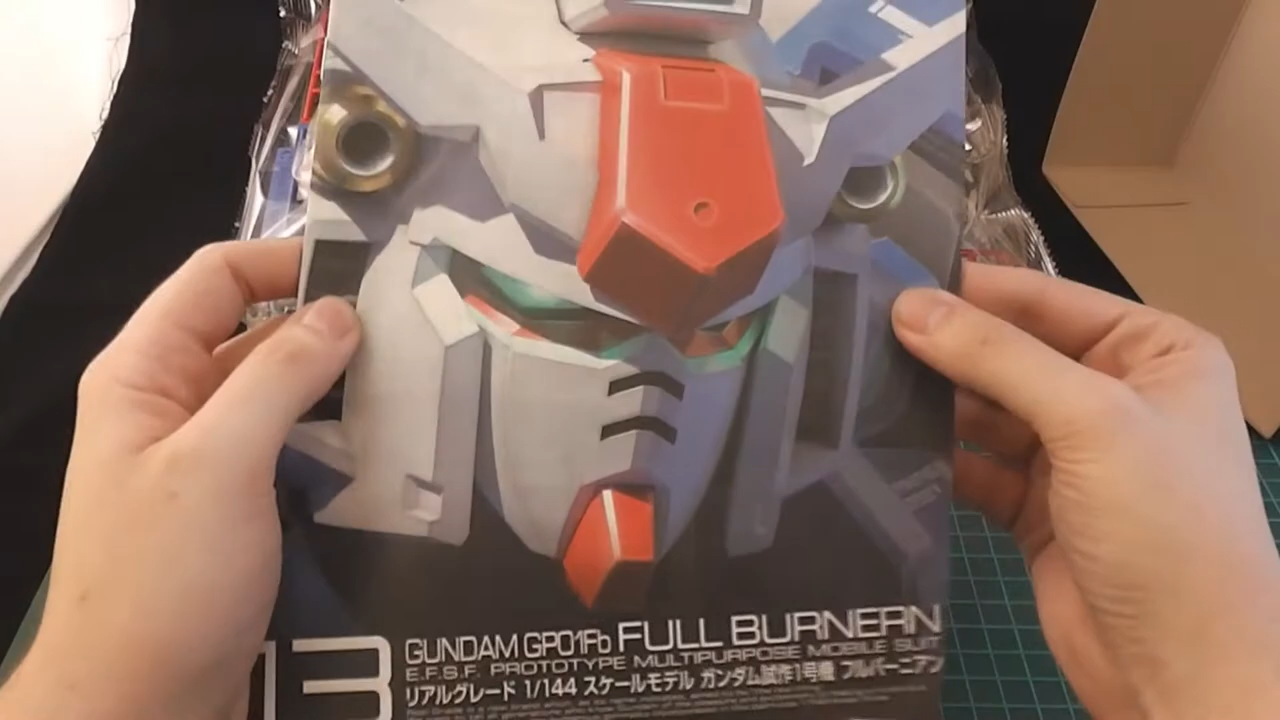 13
GUNDAM GP01Fb FULL BURNERN
E.F.S.F. PROTOTYPE MULTIPURPOSE MOBILE SUIT
リアルグレード 1/144 スケールモデル ガンダム試作1号機 フルバーニアン